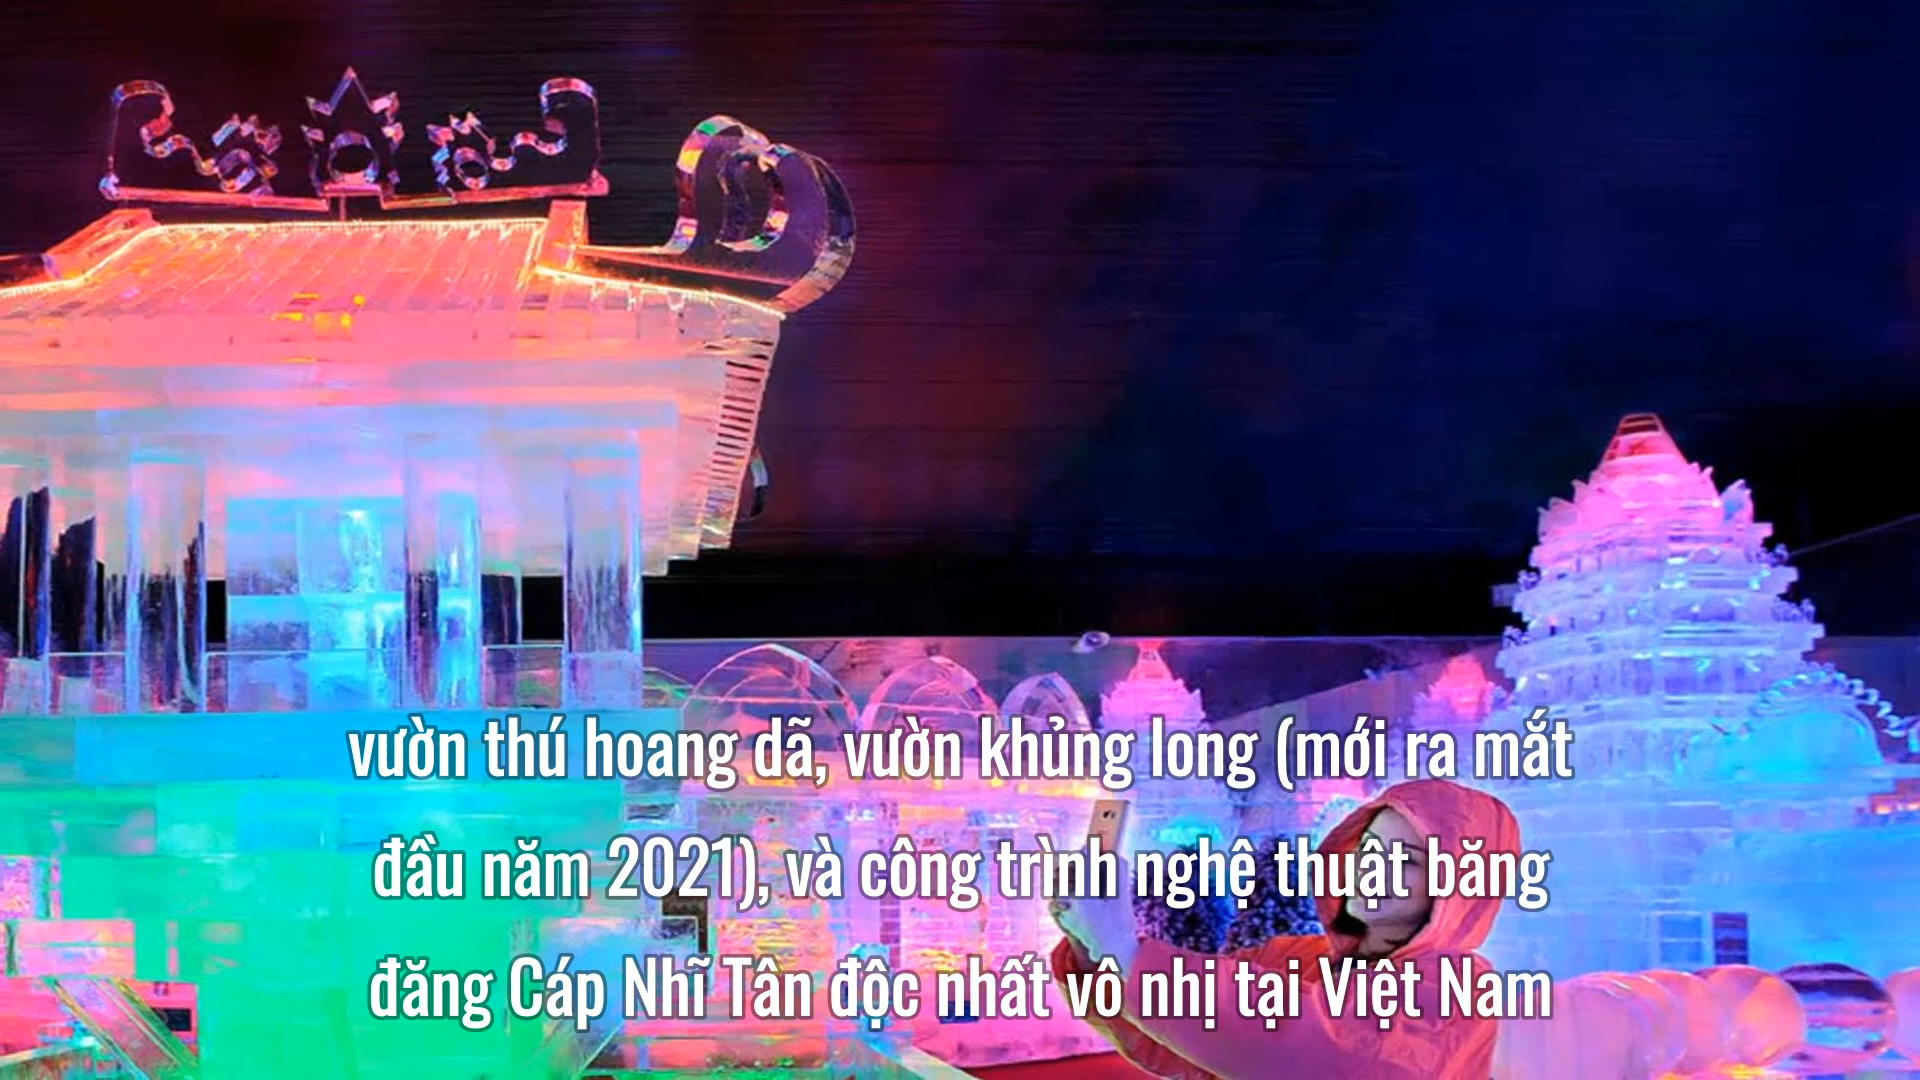 vườn thú hoang dã, vườn khủng long (mới ra mắt
đầu năm 2021), và công trình nghệ thuật băng
đăng Cáp Nhĩ Tân độc nhất vô nhị tại Việt Nam